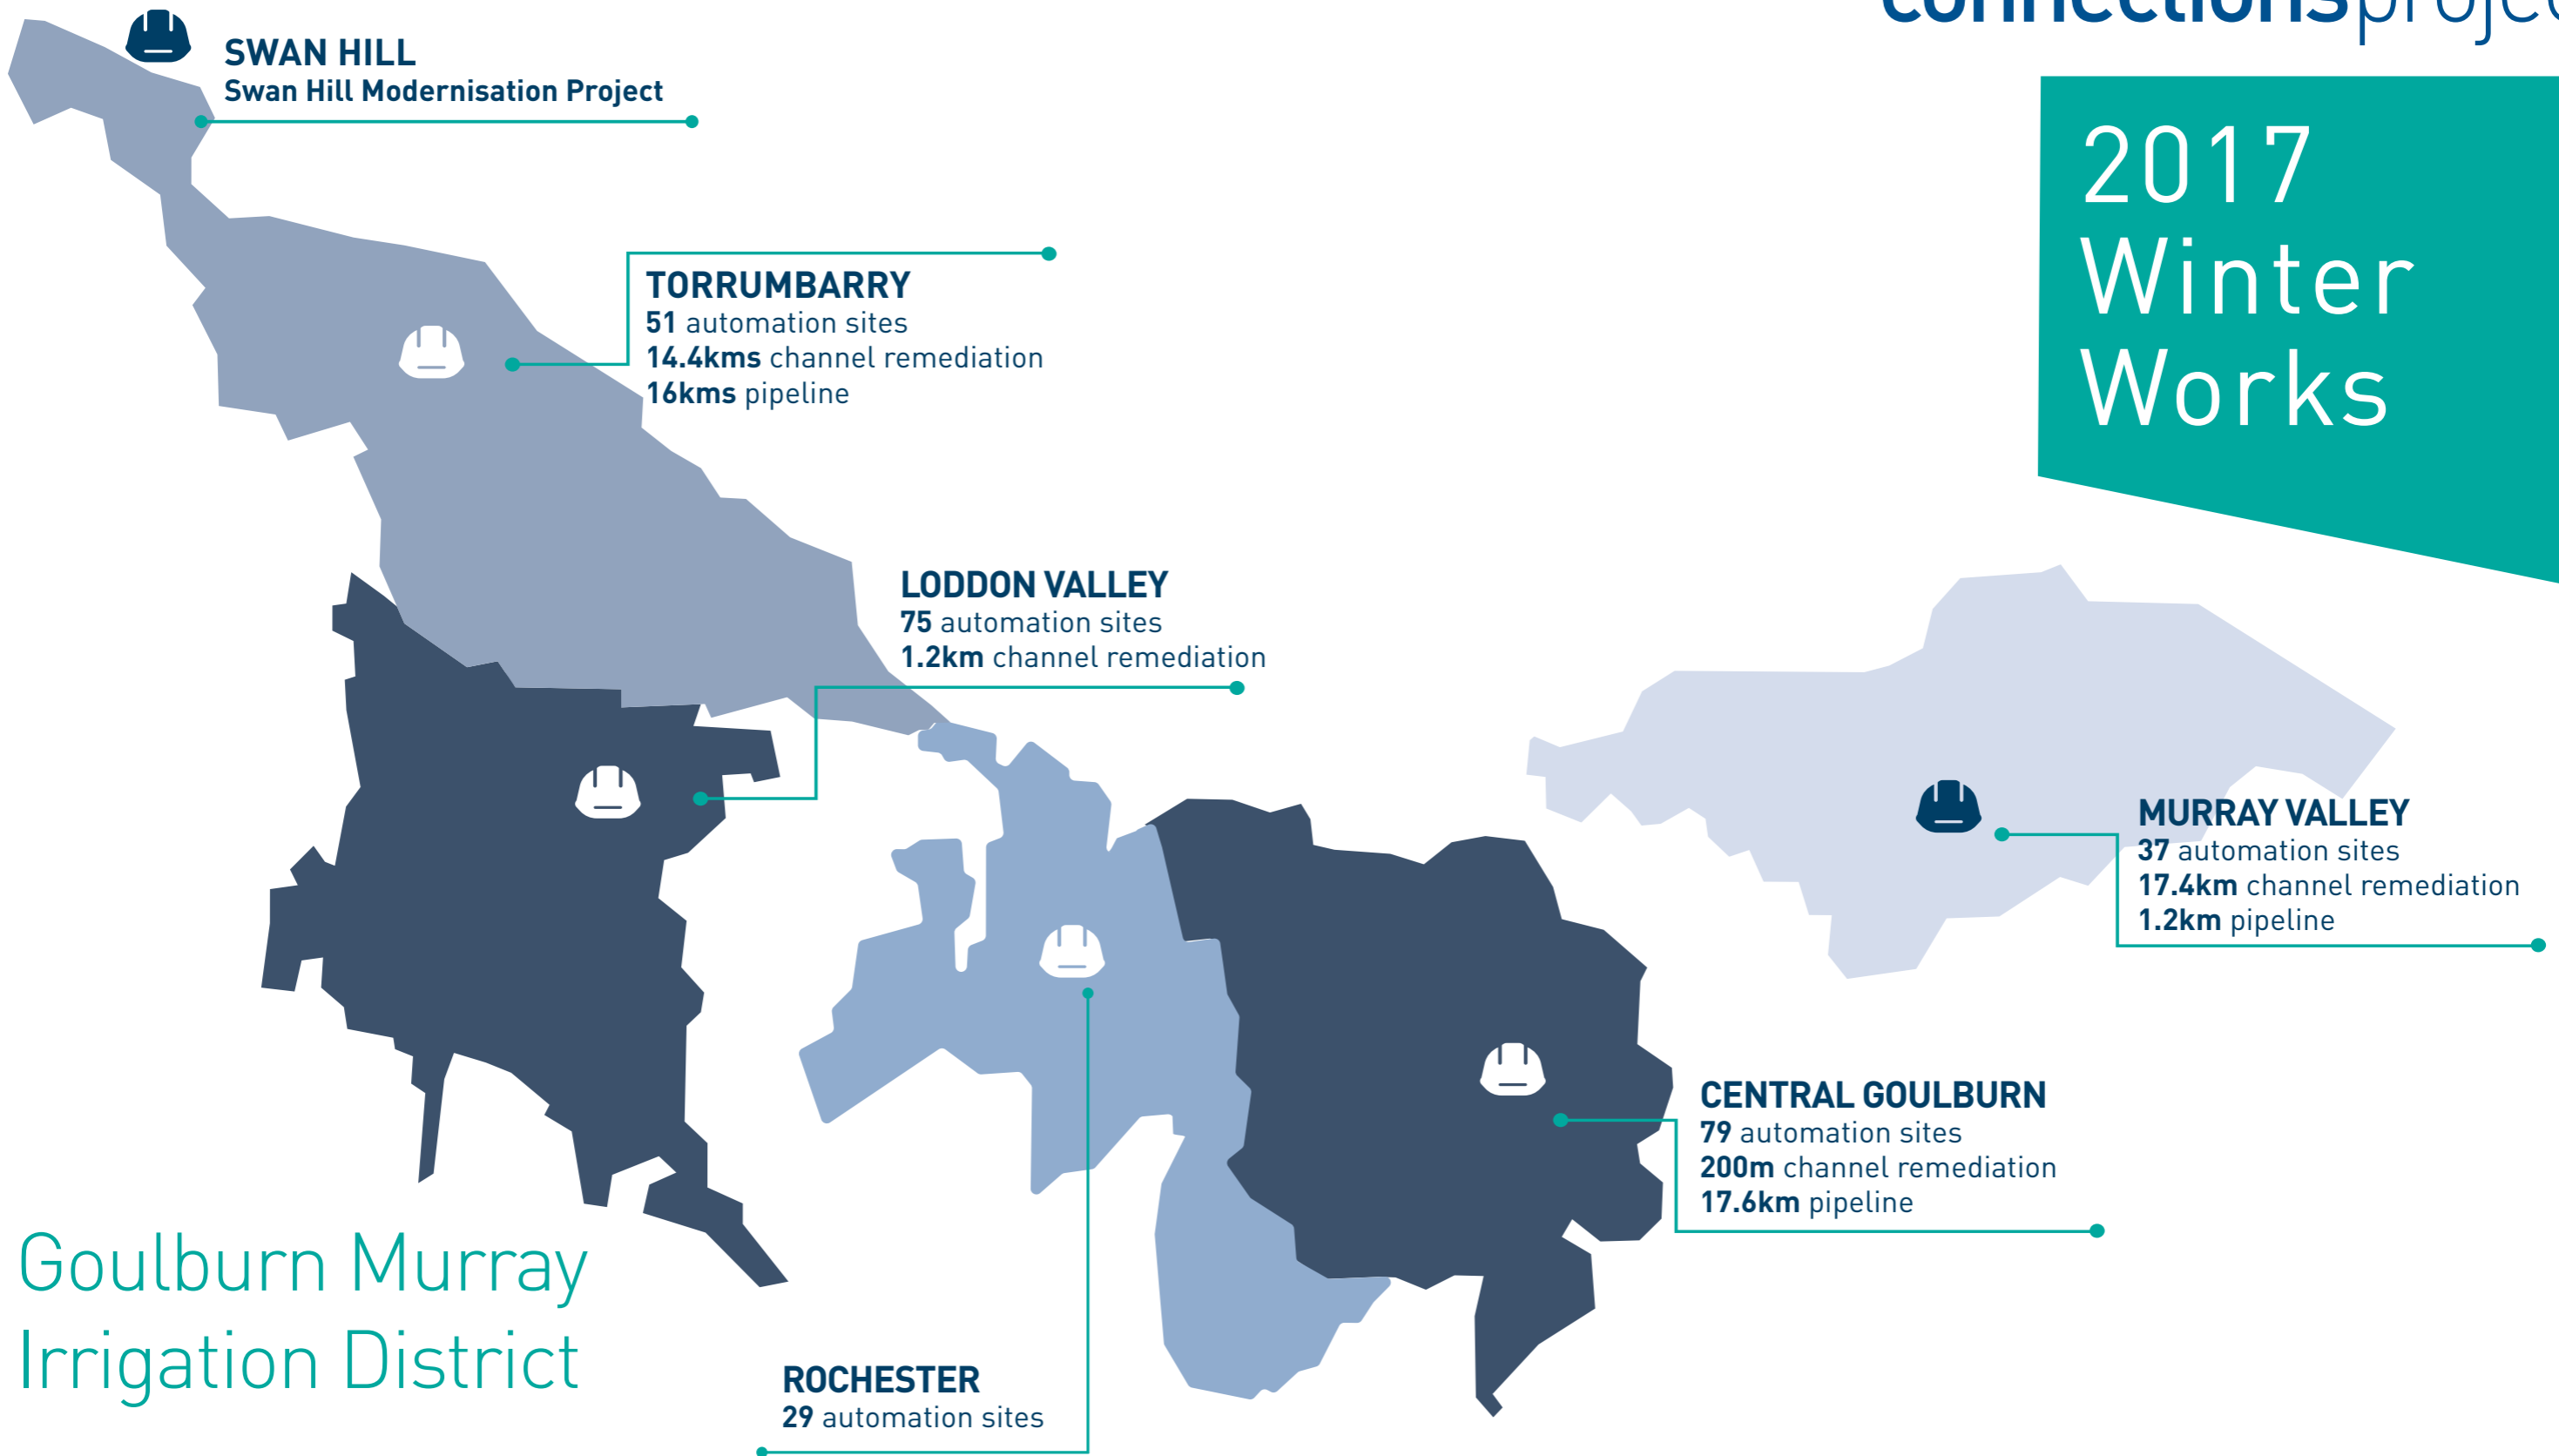 connectionsproject
SWAN HILL
Swan Hill Modernisation Project
2017
Winter
Works
TORRUMBARRY
51 automation sites
14.4kms channel remediation
16kms pipeline
LODDON VALLEY
75 automation sites
1.2km channel remediation
MURRAY VALLEY
37 automation sites
17.4km channel remediation
1.2km pipeline
CENTRAL GOULBURN
79 automation sites
200m channel remediation
17.6km pipeline
Goulburn Murray
Irrigation District
ROCHESTER
29 automation sites